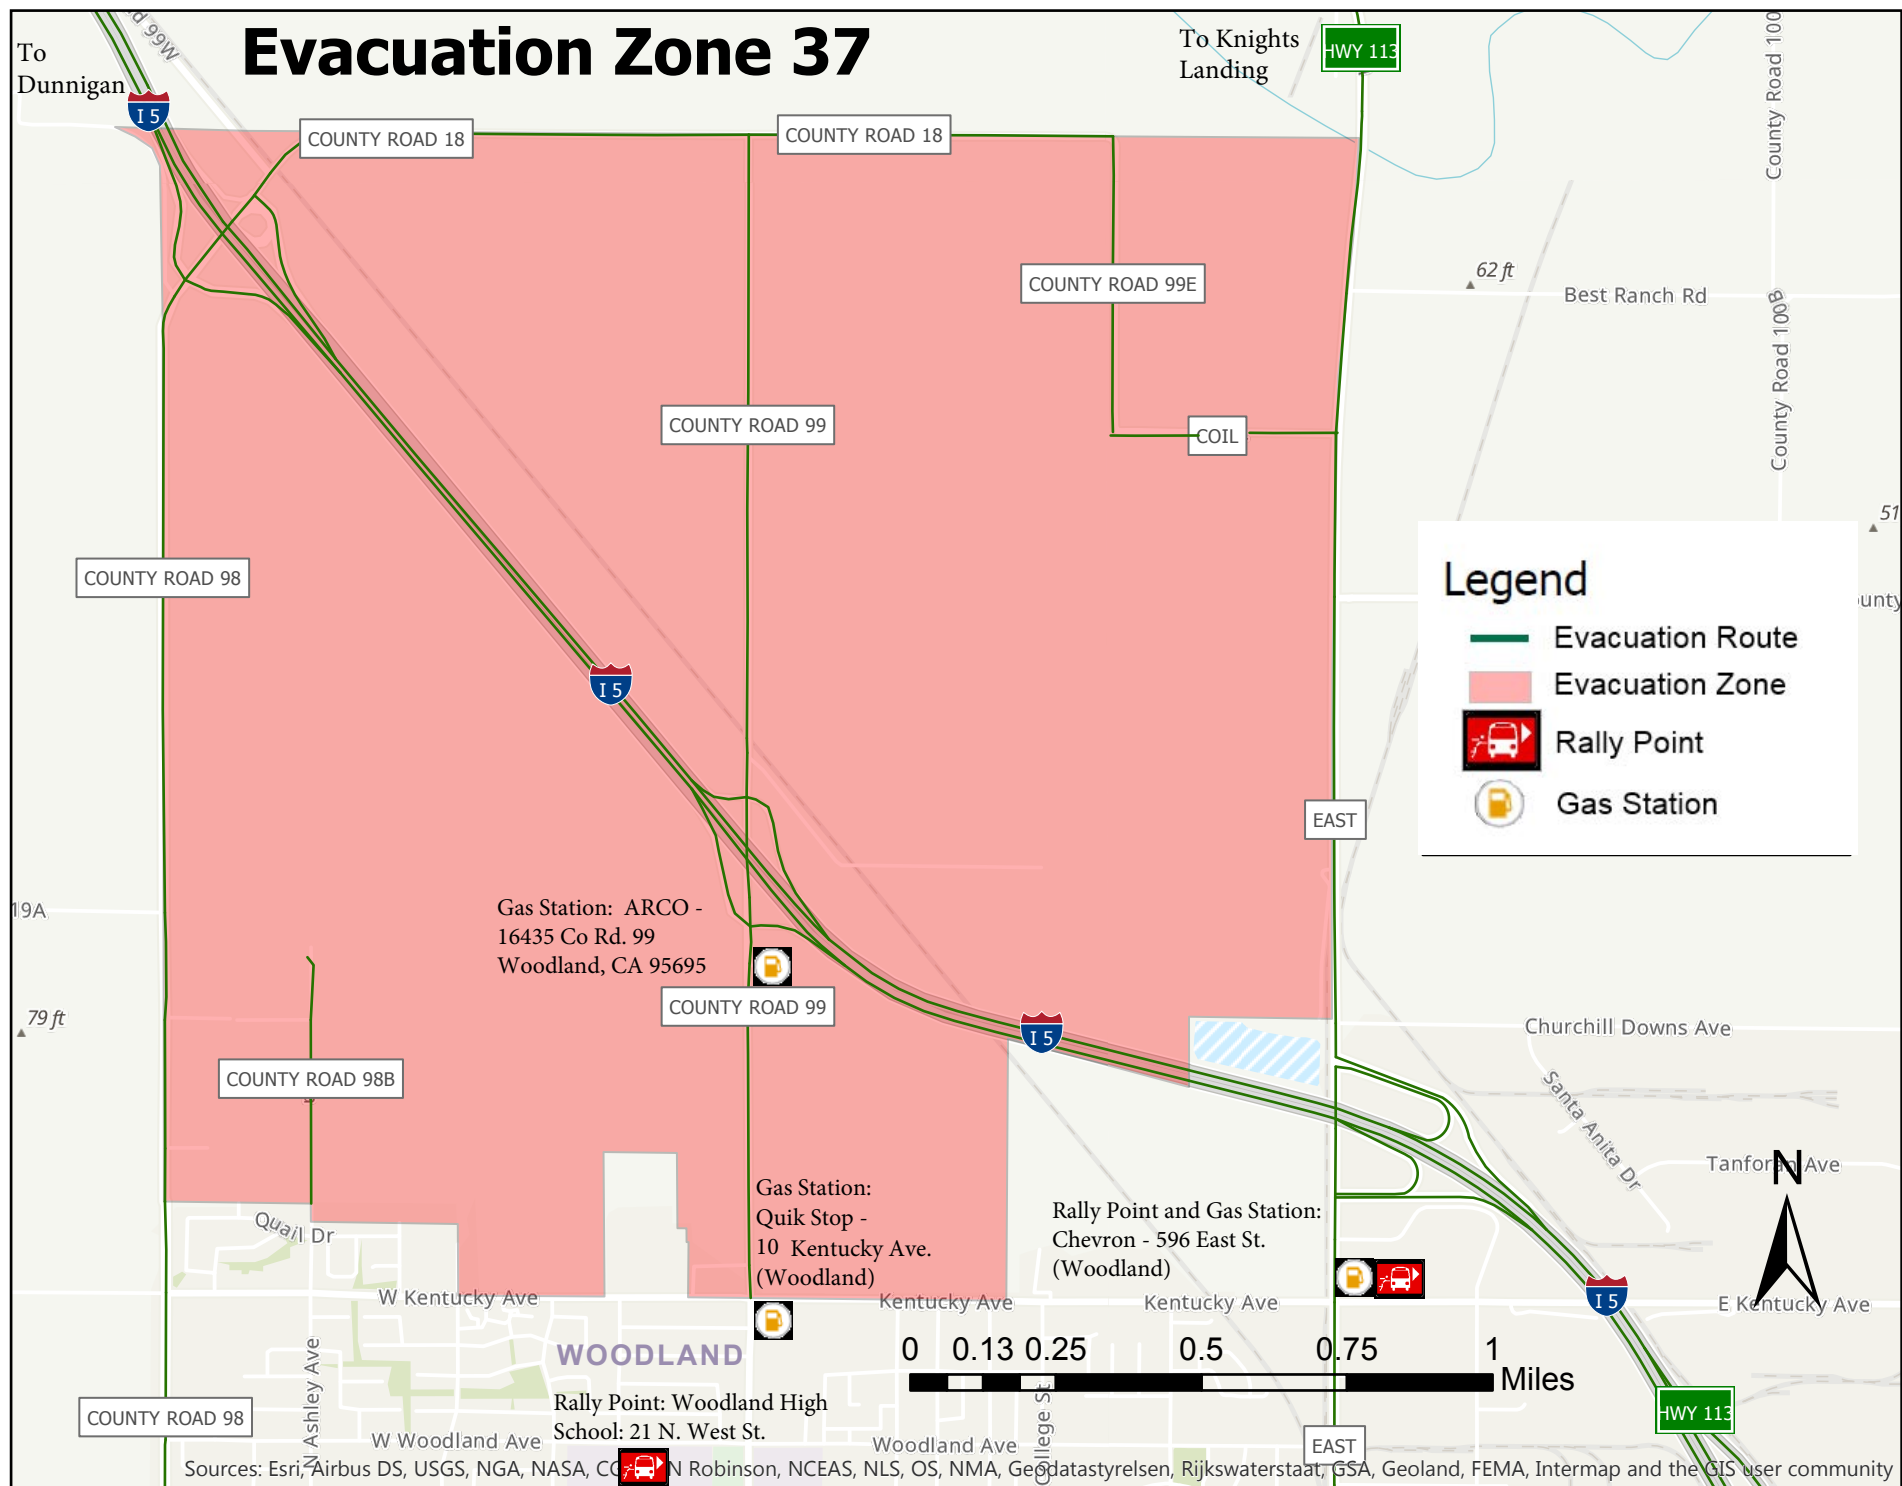 Evacuation Zone 37
To
Dunnigan
d 99W
I 5
To Knights
Landing
HWY 113
County Road 100
COUNTY ROAD 18
COUNTY ROAD 18
COUNTY ROAD 99E
62 ft
Best Ranch Rd
County Road 100B
COUNTY ROAD 99
COIL
51
COUNTY ROAD 98
Legend
Evacuation Route
Evacuation Zone
Rally Point
Gas Station
I 5
EAST
19A
Gas Station: ARCO -
16435 Co Rd. 99
Woodland, CA 95695
COUNTY ROAD 99
79 ft
I 5
Churchill Downs Ave
COUNTY ROAD 98B
Santa Anita Dr
Tanforan Ave
N
Quail Dr
Gas Station:
Quik Stop -
10 Kentucky Ave.
(Woodland)
Rally Point and Gas Station:
Chevron - 596 East St.
(Woodland)
I 5
W Kentucky Ave
Kentucky Ave
Kentucky Ave
E Kentucky Ave
WOODLAND
0 0.13 0.25 0.5 0.75 1
Miles
N Ashley Ave
Rally Point: Woodland High
School: 21 N. West St.
College St
HWY 113
COUNTY ROAD 98
W Woodland Ave
Woodland Ave
EAST
Sources: Esri, Airbus DS, USGS, NGA, NASA, N Robinson, NCEAS, NLS, OS, NMA, Geodatastyrelsen, Rijkswaterstaat, GSA, Geoland, FEMA, Intermap and the GIS user community